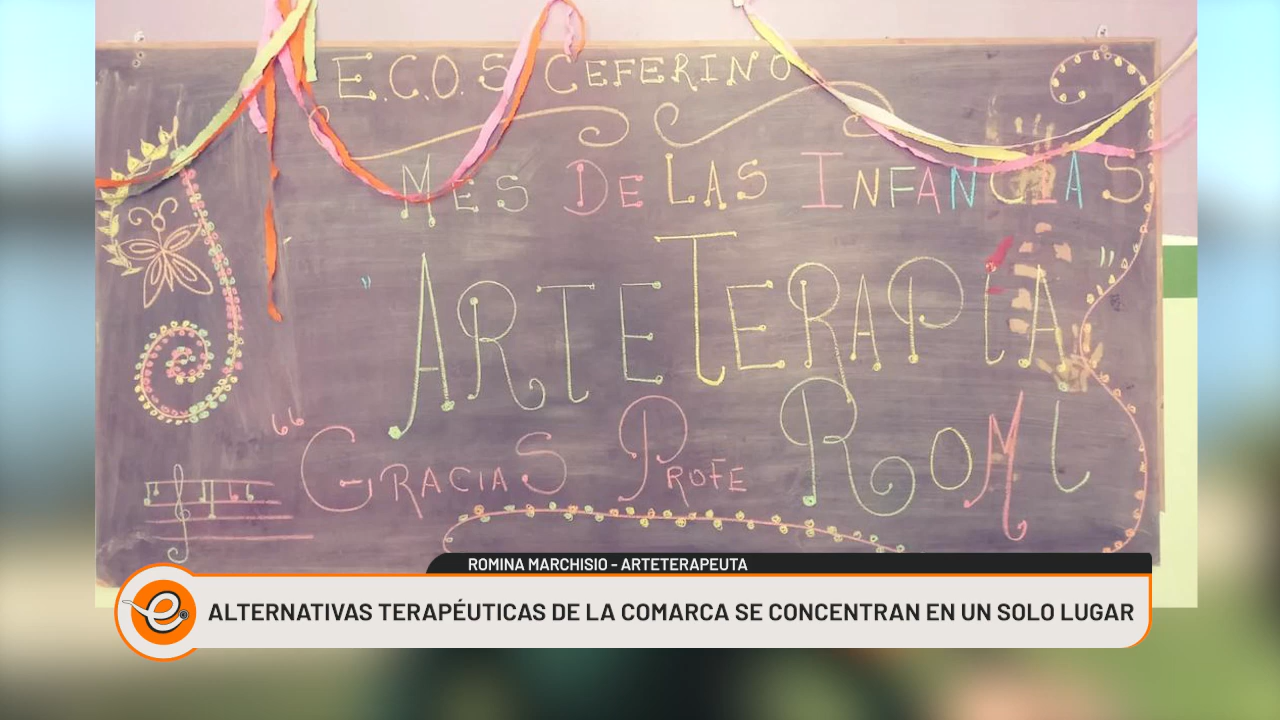 E.C.O.S CEFERINO
MES DE LAS INFANCIAS
" ARTETERAPIA "
" GRACIAS PROFE ROMI
ROMINA MARCHISIO - ARTETERAPEUTA
e
ALTERNATIVAS TERAPÉUTICAS DE LA COMARCA SE CONCENTRAN EN UN SOLO LUGAR